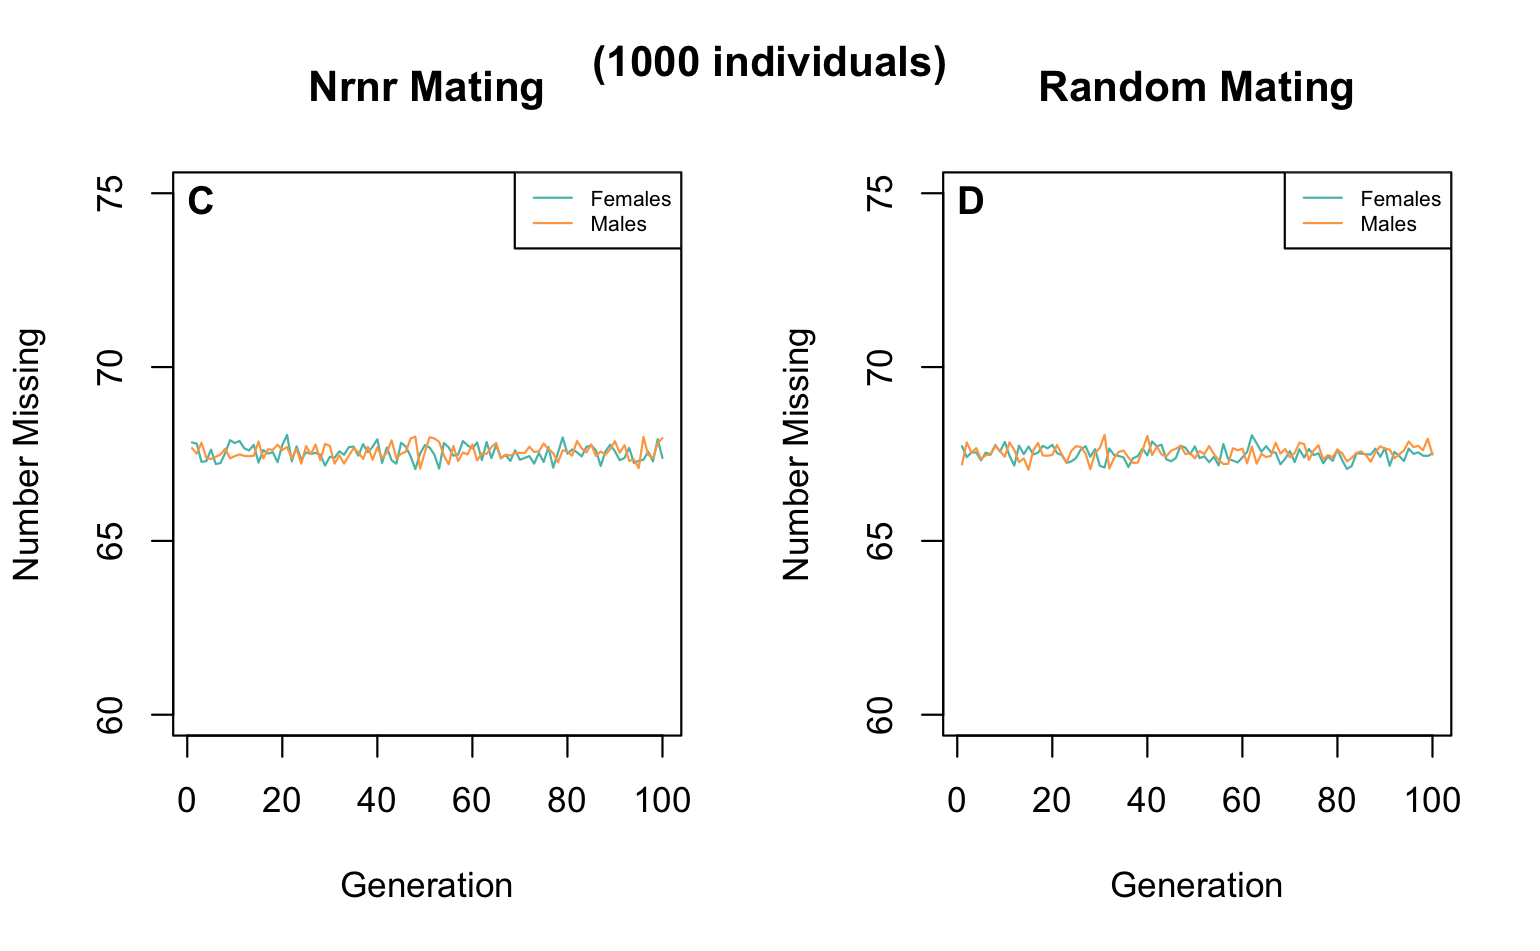 (1000 individuals)
Nrnr Mating
C
Females
Males
75
70
65
60
Number Missing
0 20 40 60 80 100
Generation
Random Mating
D
Females
Males
75
70
65
60
Number Missing
0 20 40 60 80 100
Generation